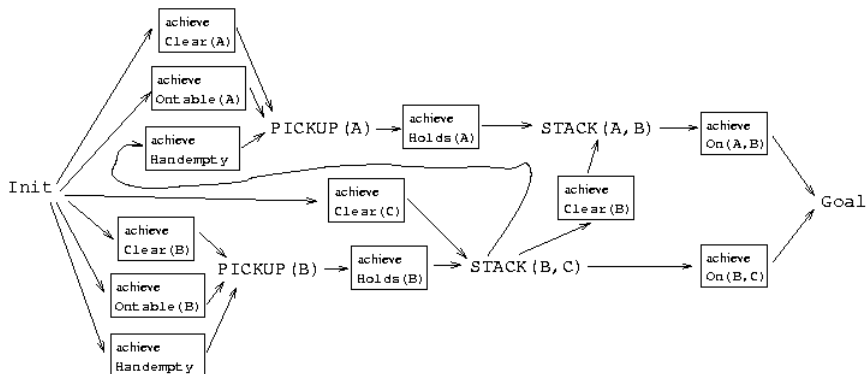 achieve
Clear(A)
achieve
Ontable(A)
achieve
Handempty
PICKUP(A)
achieve
Holds(A)
STACK(A,B)
achieve
On(A,B)
Init
achieve
Clear(C)
achieve
Clear(B)
Goal
achieve
Clear(B)
PICKUP(B)
achieve
Holds(B)
STACK(B,C)
achieve
On(B,C)
achieve
Ontable(B)
achieve
Handempty